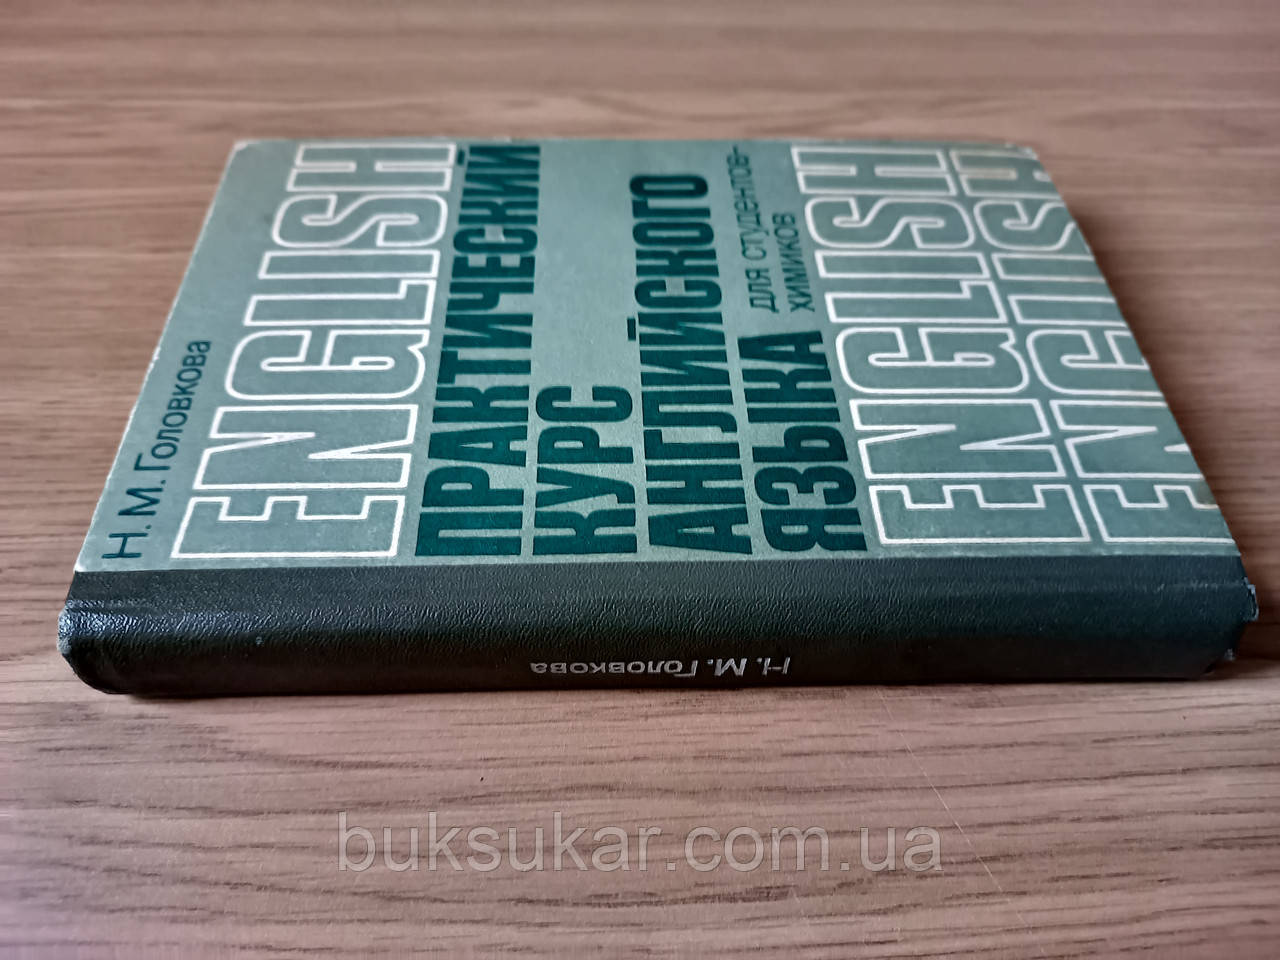 Н. М. Головкова
ENGLISH
ПРАКТИЧЕСКИЙ
КУРС
АНГЛИЙСКОГО
ЯЗЫКА
для студентов-
химиков
ENGLISH
ENGLISH
Н. М. Головкова
buksukar.com.ua